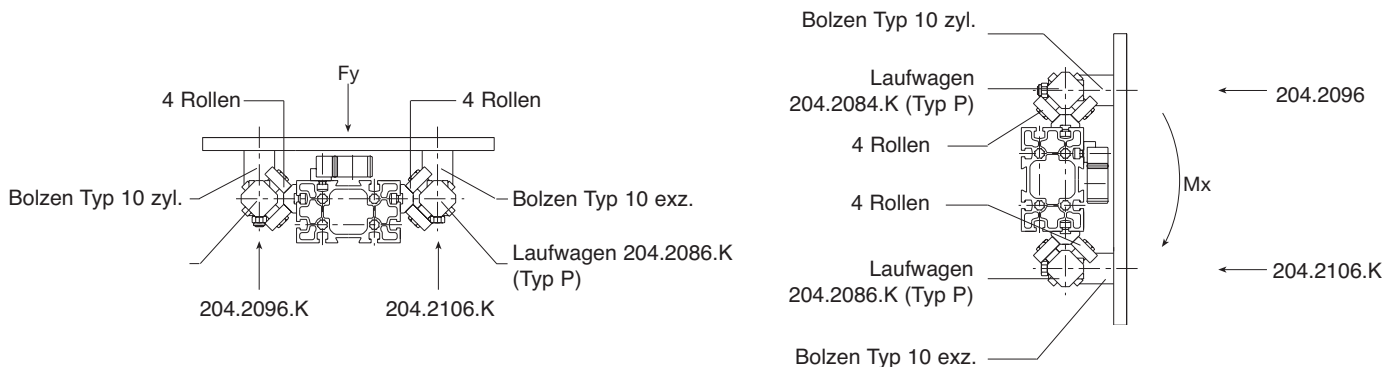 Fy
4 Rollen
4 Rollen
Bolzen Typ 10 zyl.
Bolzen Typ 10 exz.
Laufwagen 204.2086.K
(Typ P)
204.2096.K
204.2106.K
Bolzen Typ 10 zyl.
Laufwagen
204.2084.K (Typ P)
204.2096
4 Rollen
Mx
4 Rollen
Laufwagen
204.2086.K (Typ P)
204.2106.K
Bolzen Typ 10 exz.